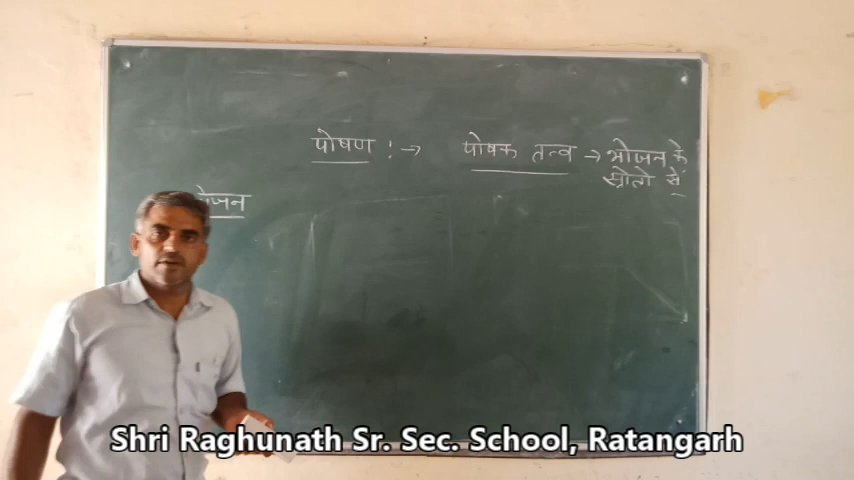 पोषण :→ पोषक तत्व → भोजन के
स्रोतो से
Shri Raghunath Sr. Sec. School, Ratangarh